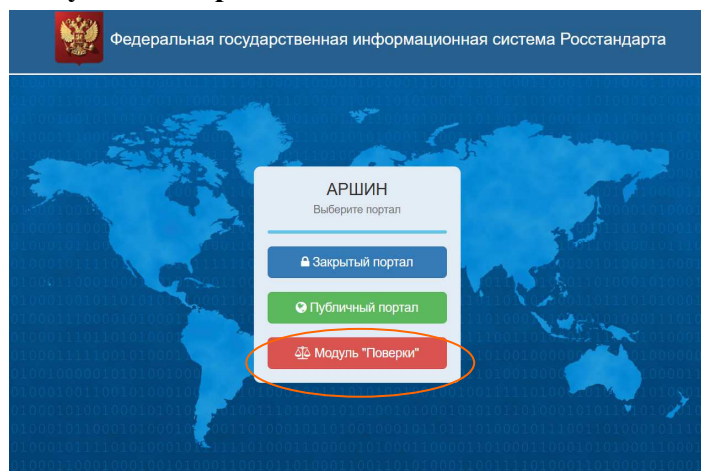 Федеральная государственная информационная система Росстандарта
АРШИН
Выберите портал
Закрытый портал
Публичный портал
Модуль "Поверки"